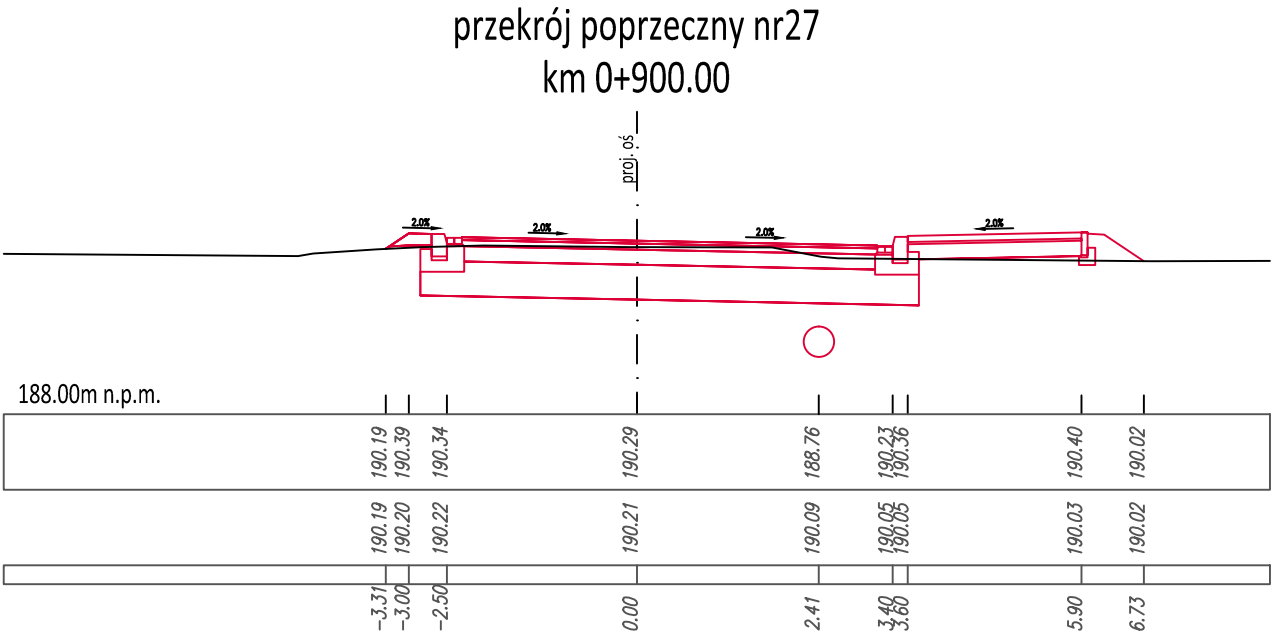 przekrój poprzeczny nr27
km 0+900.00
proj. oś
2.0% 2.0% 2.0% 2.0%
188.00m n.p.m.
190.19 190.39 190.34 190.29 188.76 190.23 190.36 190.40 190.02
190.19 190.20 190.22 190.21 190.09 190.05 190.05 190.03 190.02
-3.31 -3.00 -2.50 0.00 2.41 3.40 3.60 5.90 6.73